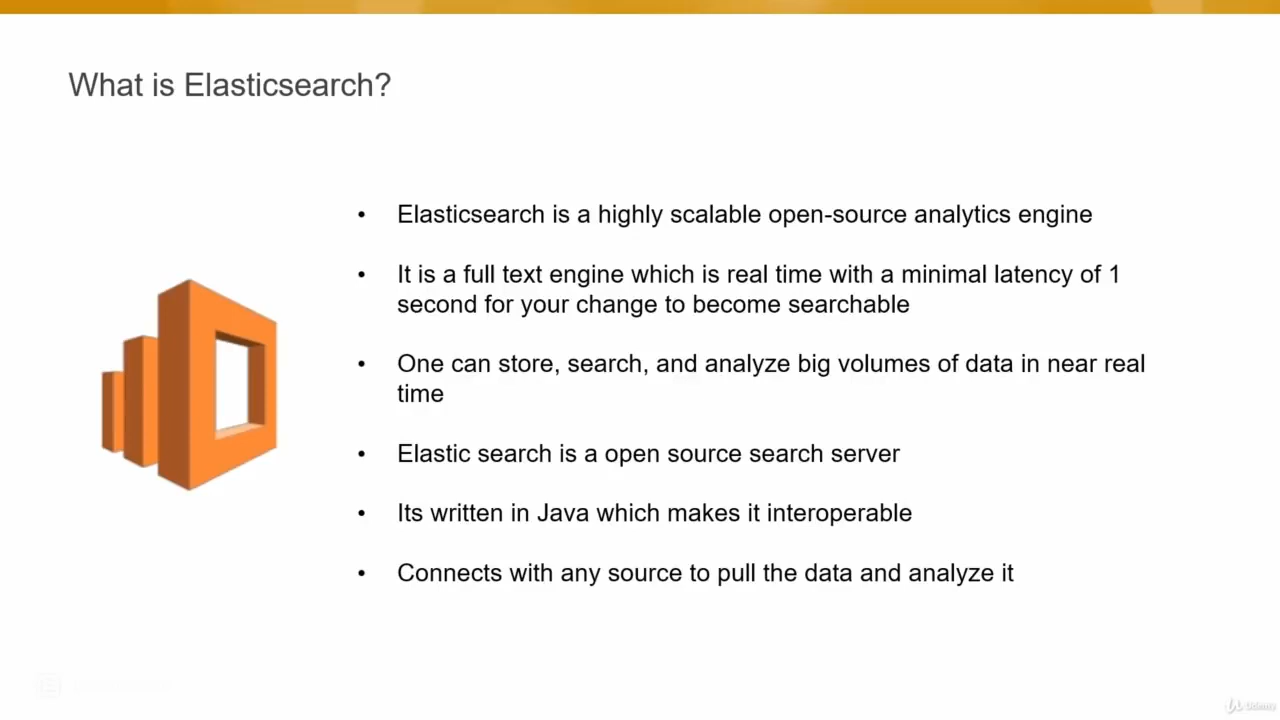 What is Elasticsearch?
• Elasticsearch is a highly scalable open-source analytics engine
• It is a full text engine which is real time with a minimal latency of 1
second for your change to become searchable
• One can store, search, and analyze big volumes of data in near real
time
• Elastic search is a open source search server
• Its written in Java which makes it interoperable
• Connects with any source to pull the data and analyze it
Udemy